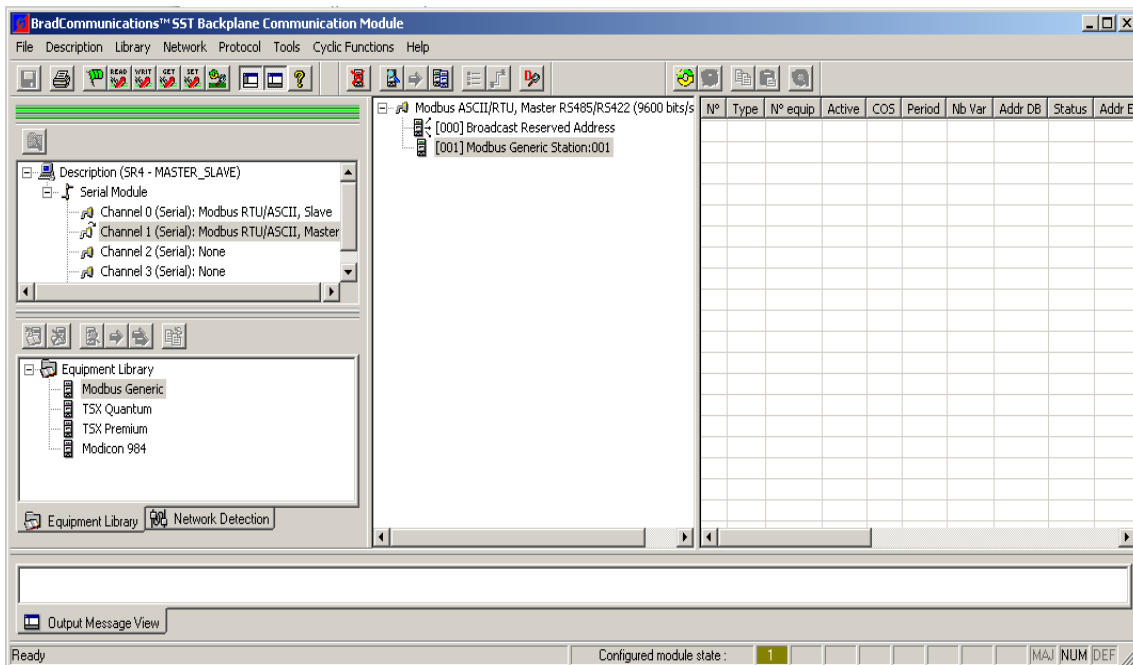 BradCommunications™ SST Backplane Communication Module
File Description Library Network Protocol Tools Cyclic Functions Help
READ WRIT GET SET
Description (SR4 - MASTER_SLAVE)
Serial Module
Channel 0 (Serial): Modbus RTU/ASCII, Slave
Channel 1 (Serial): Modbus RTU/ASCII, Master
Channel 2 (Serial): None
Channel 3 (Serial): None
Equipment Library
Modbus Generic
TSX Quantum
TSX Premium
Modicon 984
Equipment Library Network Detection
Modbus ASCII/RTU, Master RS485/RS422 (9600 bits/s
[000] Broadcast Reserved Address
[001] Modbus Generic Station:001
N° Type N° equip Active COS Period Nb Var Addr DB Status Addr E
Output Message View
Ready Configured module state : 1 MAJ NUM DEF